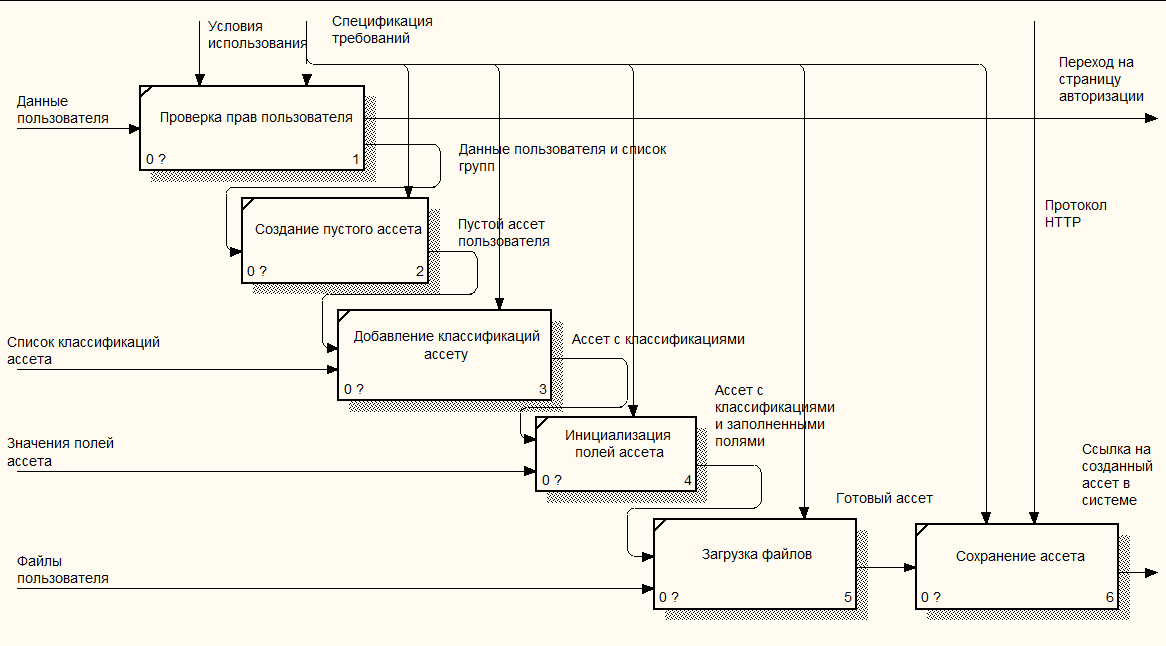 Условия
использования
Спецификация
требований
Переход на
страницу
авторизации
Данные
пользователя
Проверка прав пользователя
0 ?
1
Данные пользователя и список
групп
Протокол
HTTP
Создание пустого ассета
0 ?
2
Пустой ассет
пользователя
Список классификаций
ассета
Добавление классификаций
ассету
0 ?
3
Ассет с классификациями
Ассет с
классификациями
и заполненными
полями
Значения полей
ассета
Инициализация
полей ассета
0 ?
4
Ссылка на
созданный
ассет в
системе
Готовый ассет
Файлы
пользователя
Загрузка файлов
0 ?
5
Сохранение ассета
0 ?
6